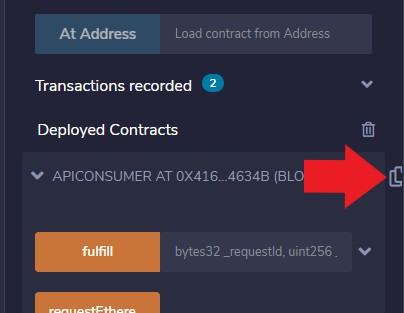 At Address Load contract from Address
Transactions recorded 2
Deployed Contracts
APICONSUMER AT 0X416...4634B (BLO
fulfill bytes32 _requestId, uint256 _
requestEthere